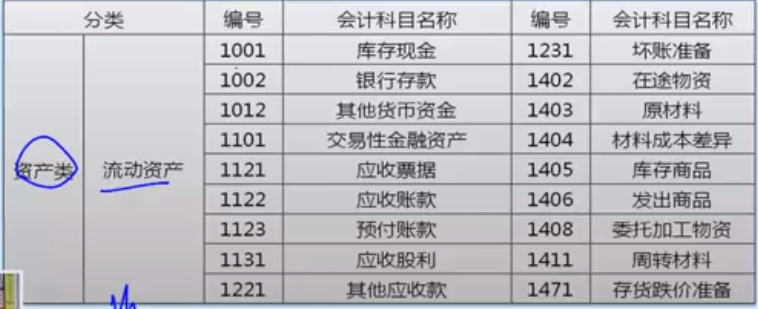 分类 编号 会计科目名称 编号 会计科目名称
资产类 流动资产
1001 库存现金 1231 坏账准备
1002 银行存款 1402 在途物资
1012 其他货币资金 1403 原材料
1101 交易性金融资产 1404 材料成本差异
1121 应收票据 1405 库存商品
1122 应收账款 1406 发出商品
1123 预付账款 1408 委托加工物资
1131 应收股利 1411 周转材料
1221 其他应收款 1471 存货跌价准备